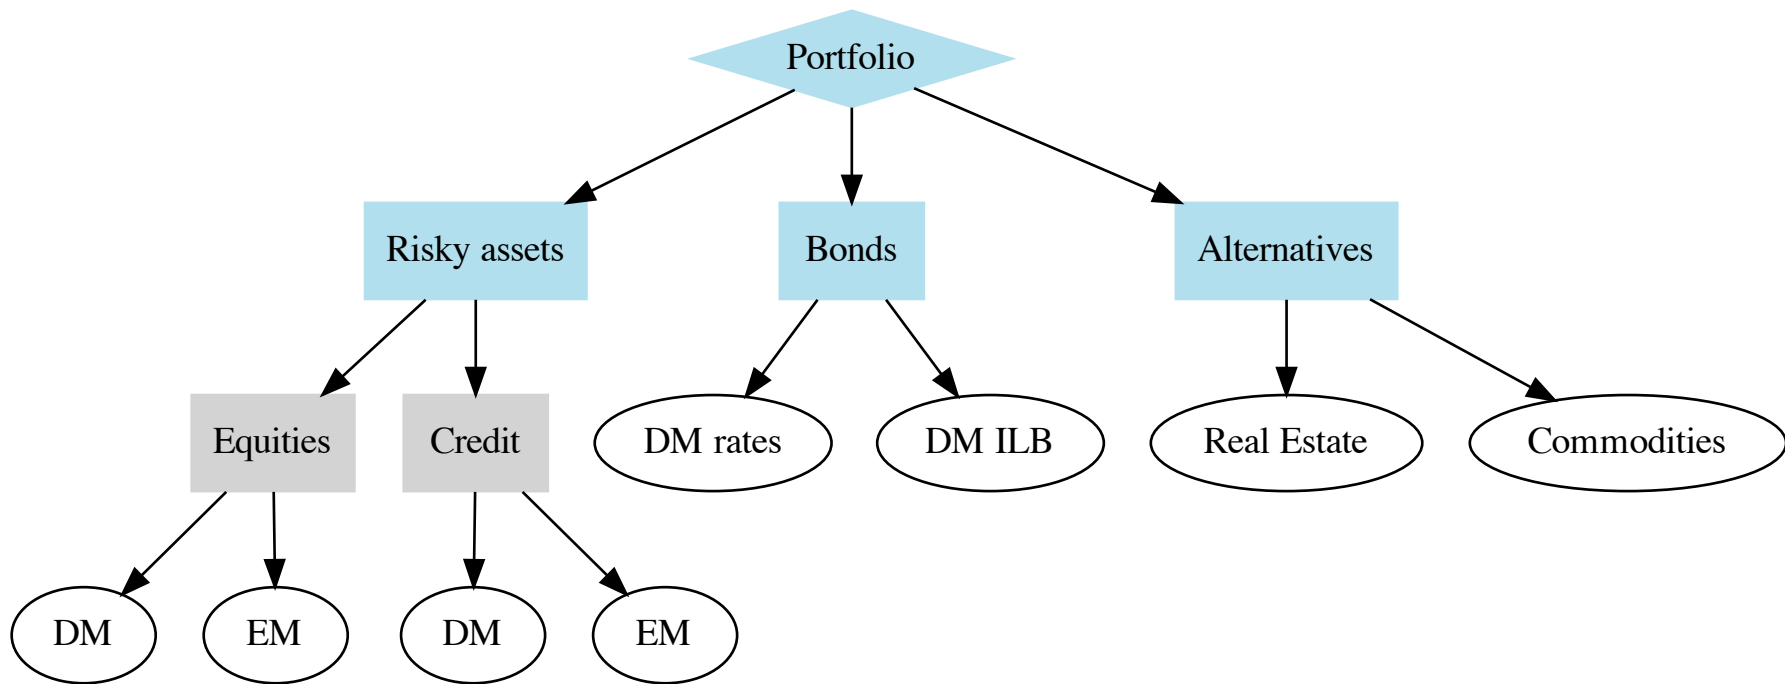 Portfolio
Risky assets
Bonds
Alternatives
Equities
Credit
DM rates
DM ILB
Real Estate
Commodities
DM
EM
DM
EM